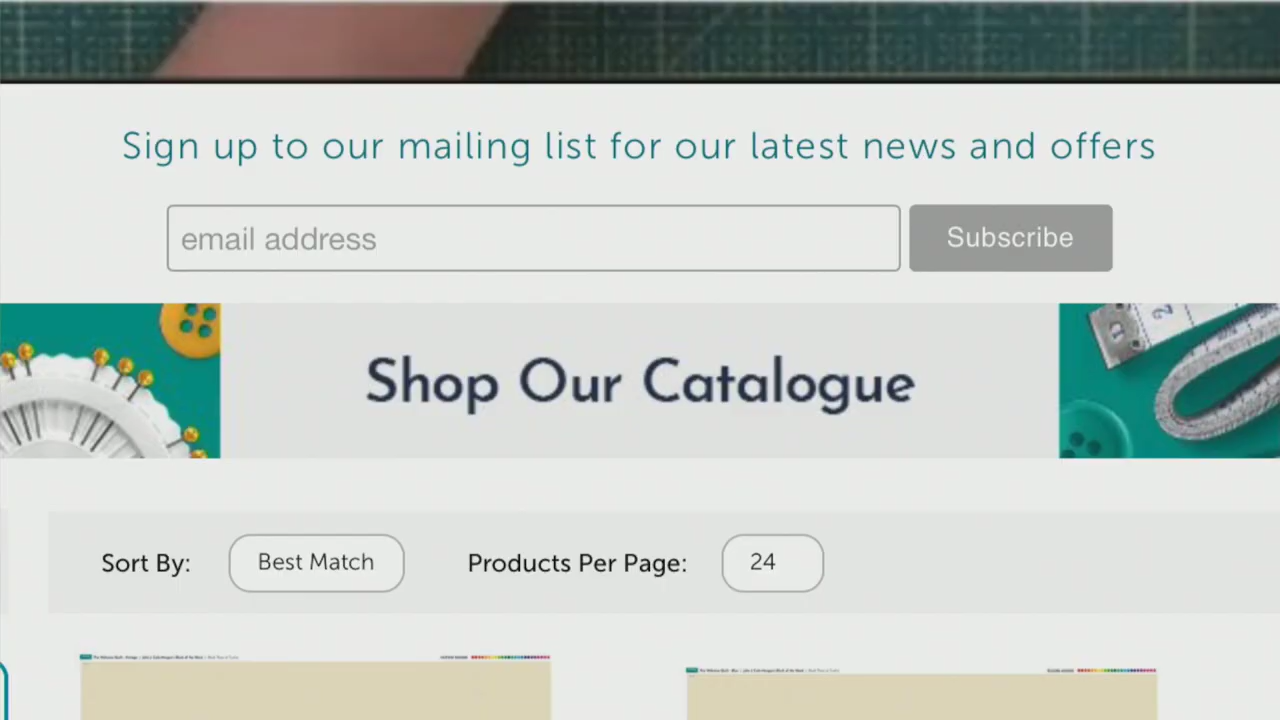 Sign up to our mailing list for our latest news and offers
email address
Subscribe
Shop Our Catalogue
Sort By:
Best Match
Products Per Page:
24